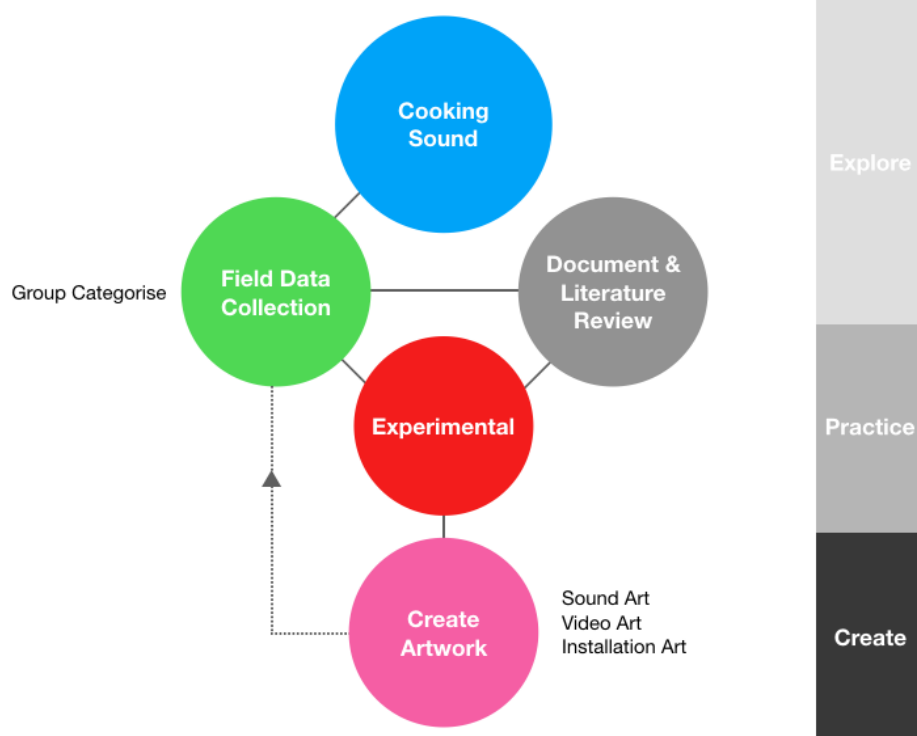 Cooking
Sound
Explore
Field Data
Collection
Document &
Literature
Review
Group Categorise
Experimental
Practice
Create
Artwork
Sound Art
Video Art
Installation Art
Create